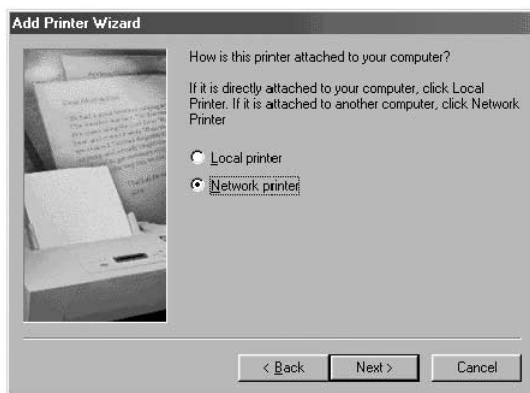 Add Printer Wizard
How is this printer attached to your computer?
If it is directly attached to your computer, click Local
Printer. If it is attached to another computer, click Network
Printer
Local printer
Network printer
< Back
Next >
Cancel